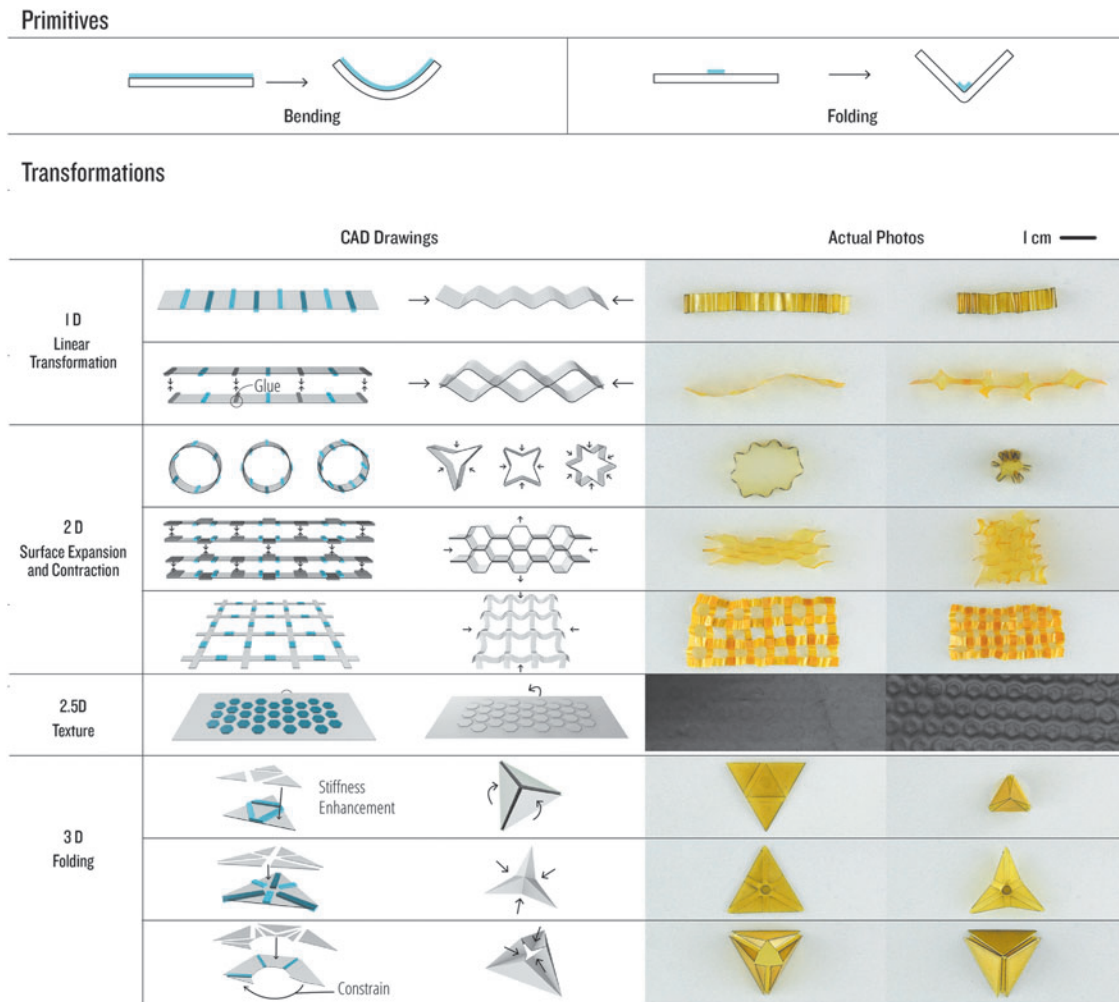 Primitives
Bending
Folding
Transformations
CAD Drawings
Actual Photos
1 cm
1 D
Linear
Transformation
Glue
2 D
Surface Expansion
and Contraction
2.5D
Texture
3 D
Folding
Stiffness
Enhancement
Constrain